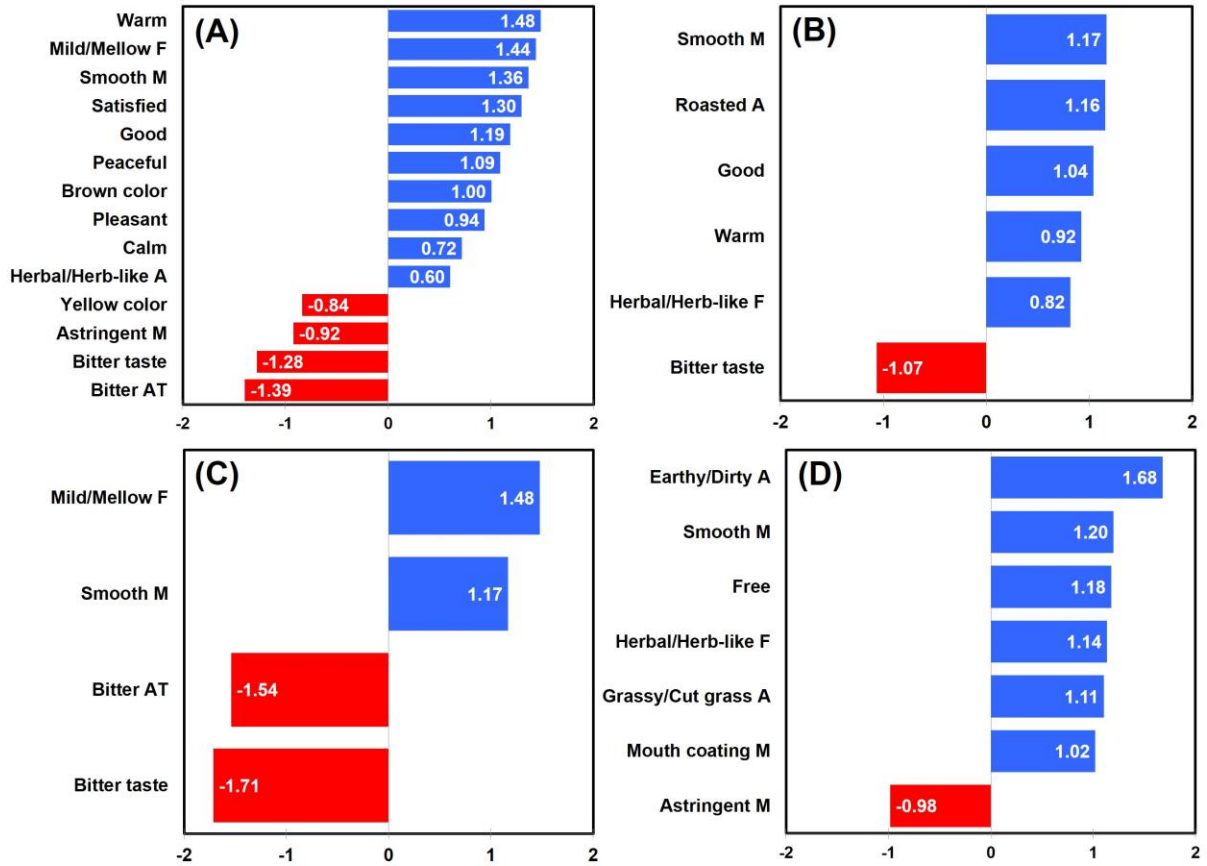 (A)
Warm 1.48
Mild/Mellow F 1.44
Smooth M 1.36
Satisfied 1.30
Good 1.19
Peaceful 1.09
Brown color 1.00
Pleasant 0.94
Calm 0.72
Herbal/Herb-like A 0.60
Yellow color -0.84
Astringent M -0.92
Bitter taste -1.28
Bitter AT -1.39
-2 -1 0 1 2
(B)
Smooth M 1.17
Roasted A 1.16
Good 1.04
Warm 0.92
Herbal/Herb-like F 0.82
Bitter taste -1.07
-2 -1 0 1 2
(C)
Mild/Mellow F 1.48
Smooth M 1.17
Bitter AT -1.54
Bitter taste -1.71
-2 -1 0 1 2
(D)
Earthy/Dirty A 1.68
Smooth M 1.20
Free 1.18
Herbal/Herb-like F 1.14
Grassy/Cut grass A 1.11
Mouth coating M 1.02
Astringent M -0.98
-2 -1 0 1 2